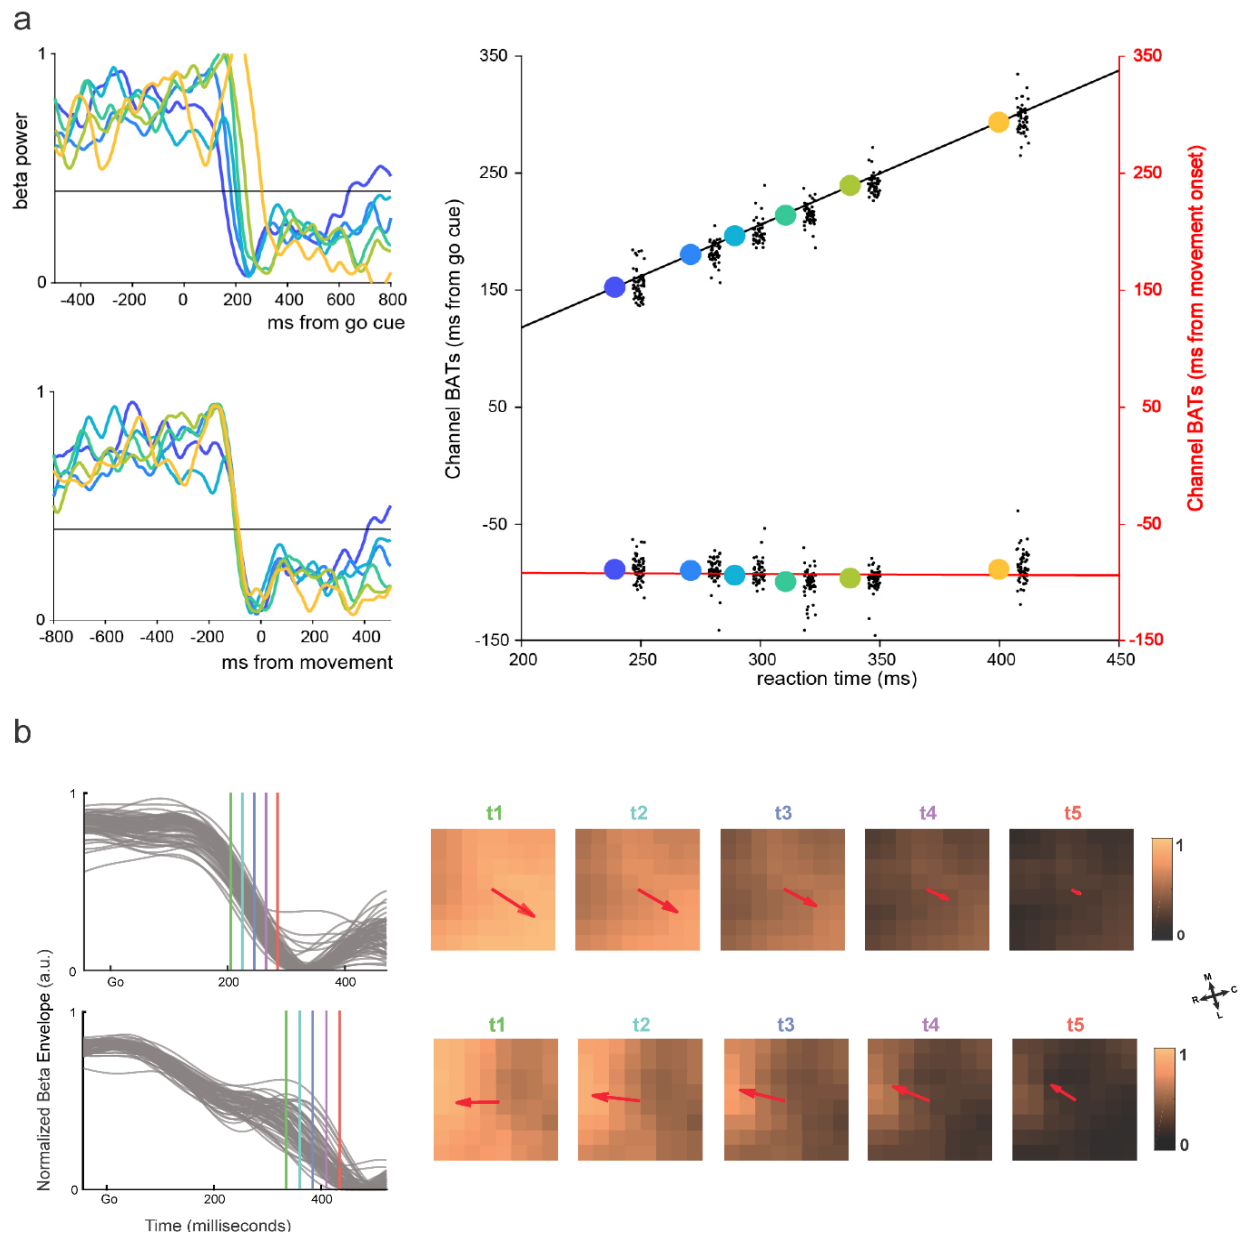 a
1
0
beta power
-400 -200 0 200 400 600 800
ms from go cue
1
0
-800 -600 -400 -200 0 200 400
ms from movement
350
250
150
50
-50
-150
Channel BATs (ms from go cue)
200 250 300 350 400 450
reaction time (ms)
350
250
150
50
-50
-150
Channel BATs (ms from movement onset)
b
Normalized Beta Envelope (a.u.)
1
0
Go 200 400
t1 t2 t3 t4 t5
1
0
M
R C
L
1
0
Go 200 400
Time (milliseconds)
t1 t2 t3 t4 t5
1
0